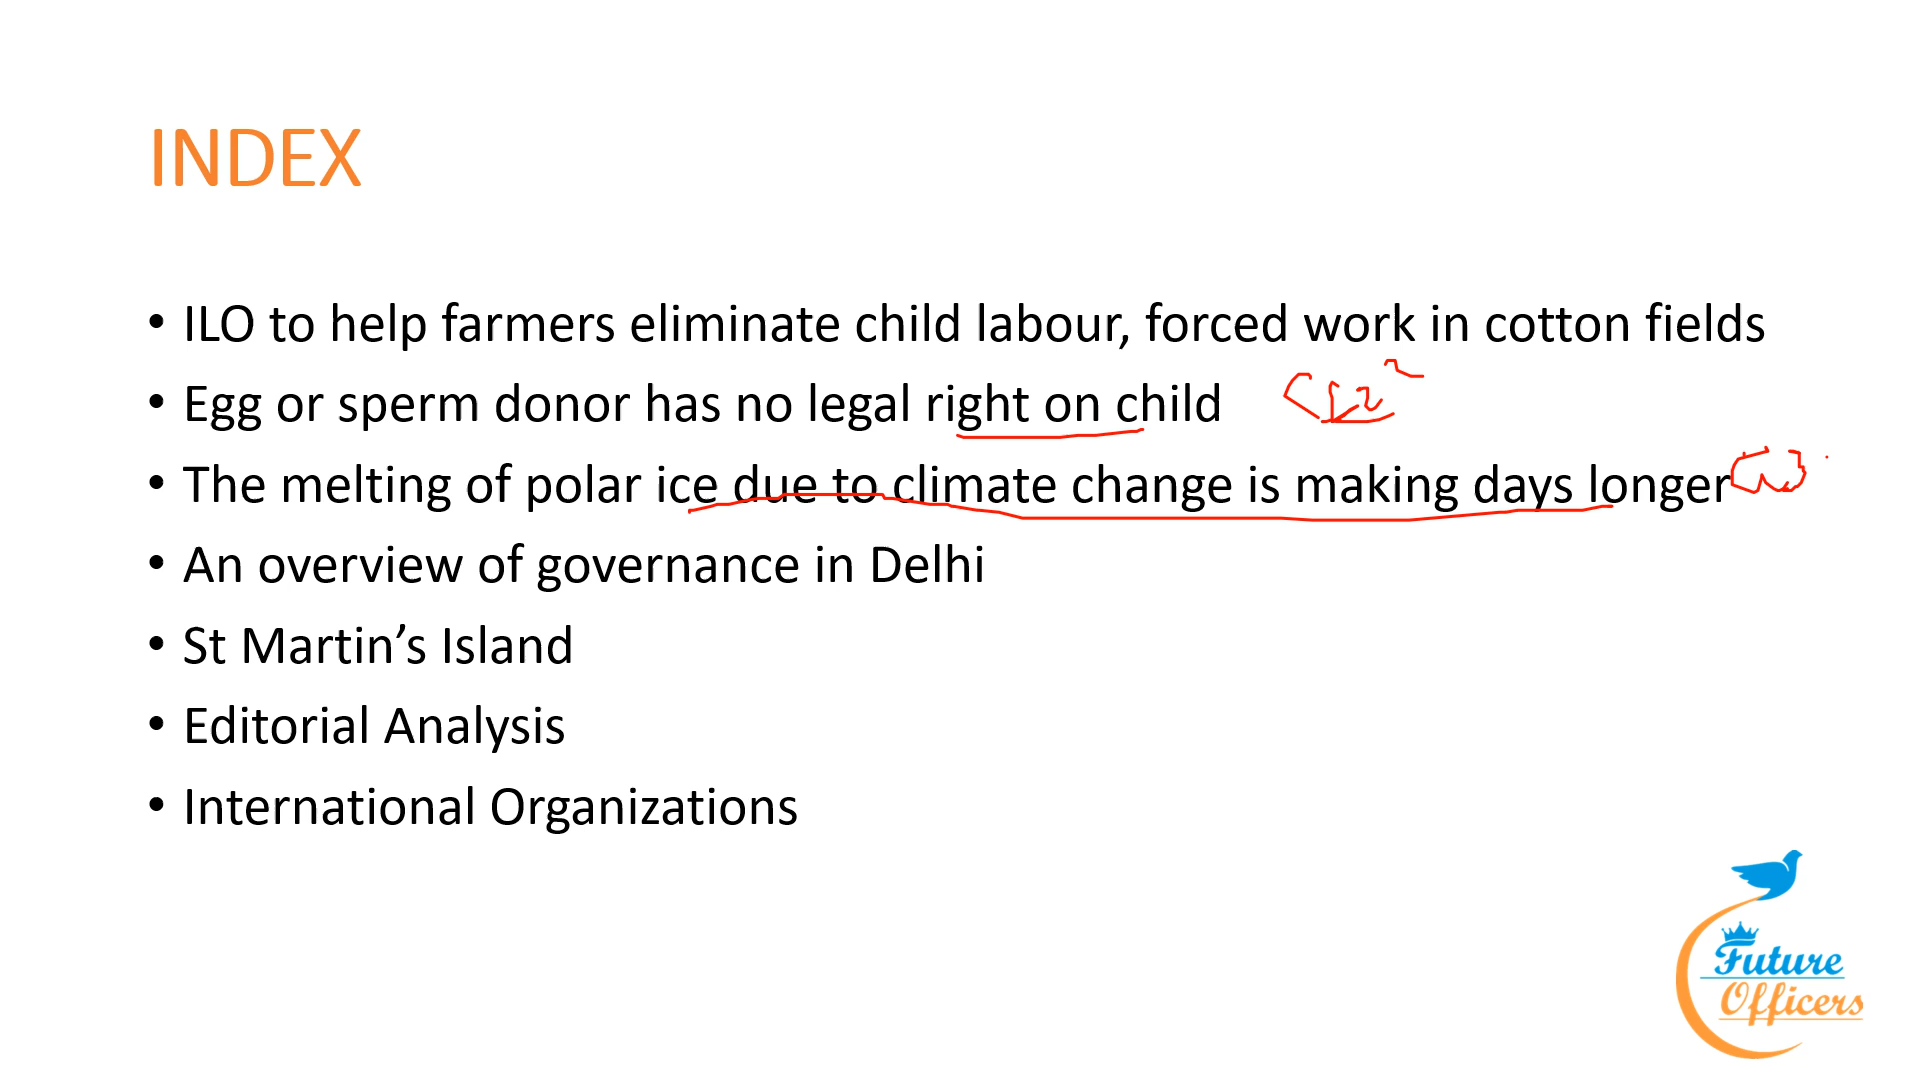 INDEX
• ILO to help farmers eliminate child labour, forced work in cotton fields
• Egg or sperm donor has no legal right on child
• The melting of polar ice due to climate change is making days longer
• An overview of governance in Delhi
• St Martin’s Island
• Editorial Analysis
• International Organizations
Future
Officers